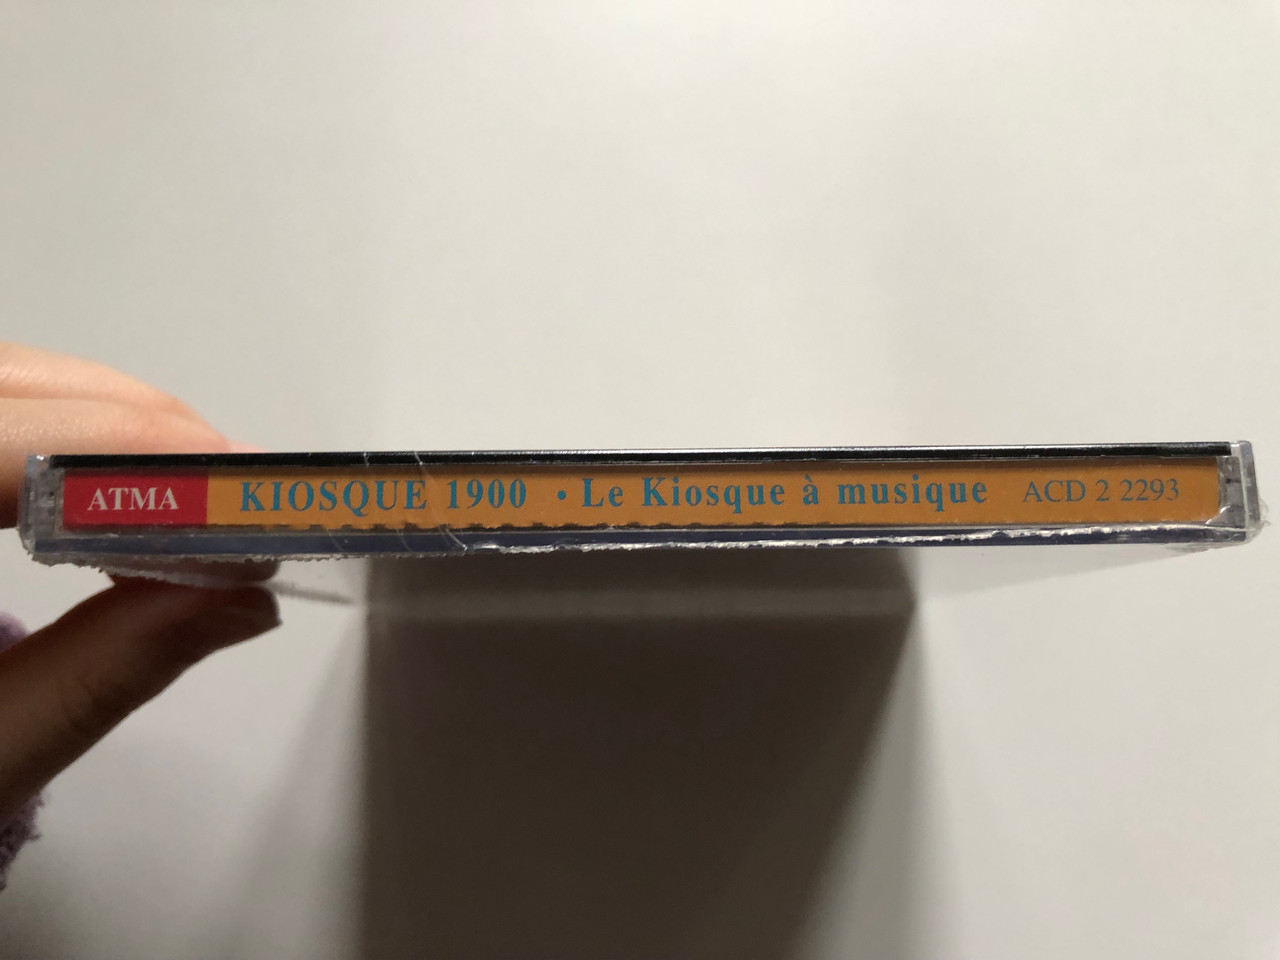 ATMA KIOSQUE 1900 • Le Kiosque à musique ACD 2 2293